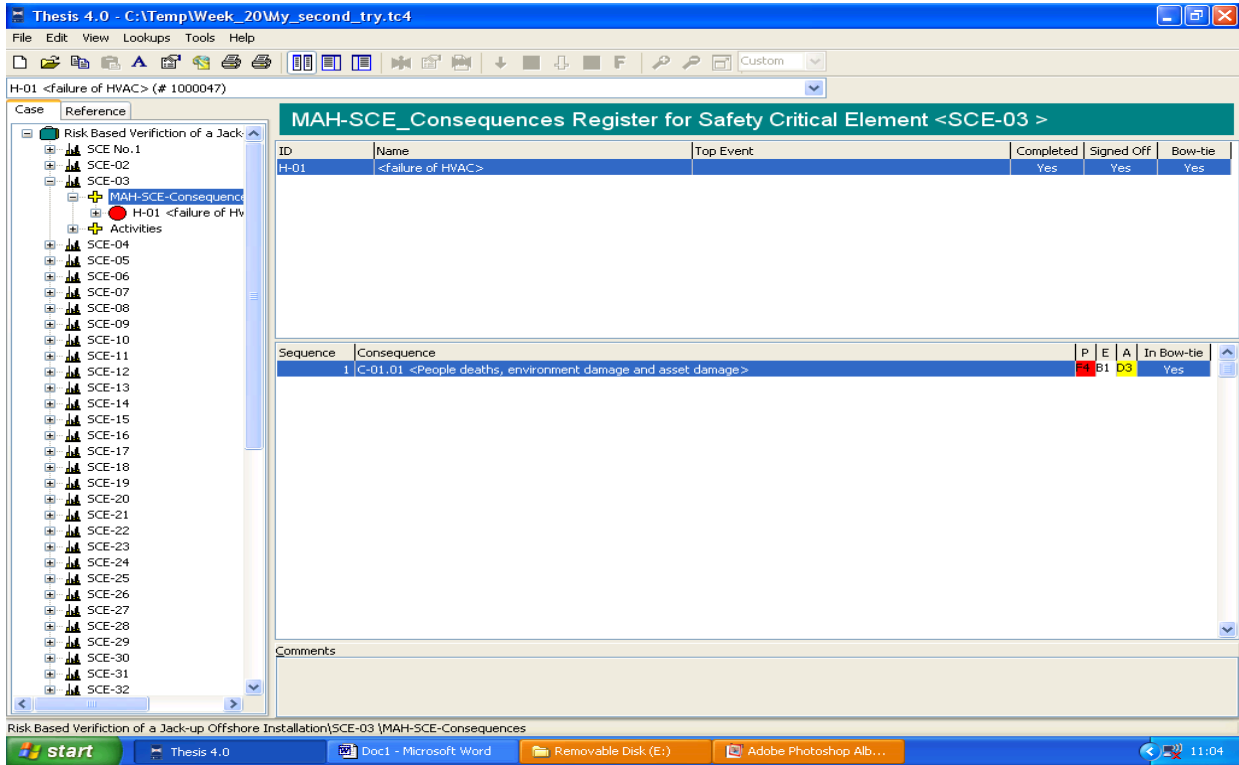 Thesis 4.0 - C:\Temp\Week_20\My_second_try.tc4
File Edit View Lookups Tools Help
Custom
H-01 <failure of HVAC> (# 1000047)
Case Reference
MAH-SCE_Consequences Register for Safety Critical Element <SCE-03 >
Risk Based Verifiction of a Jack-
SCE No.1
SCE-02
SCE-03
MAH-SCE-Consequence
H-01 <failure of HV
Activities
SCE-04
SCE-05
SCE-06
SCE-07
SCE-08
SCE-09
SCE-10
SCE-11
SCE-12
SCE-13
SCE-14
SCE-15
SCE-16
SCE-17
SCE-18
SCE-19
SCE-20
SCE-21
SCE-22
SCE-23
SCE-24
SCE-25
SCE-26
SCE-27
SCE-28
SCE-29
SCE-30
SCE-31
SCE-32
ID Name Top Event Completed Signed Off Bow-tie
H-01 <failure of HVAC> Yes Yes Yes
Sequence Consequence P E A In Bow-tie
1 C-01.01 <People deaths, environment damage and asset damage> F4 B1 D3 Yes
Comments
Risk Based Verifiction of a Jack-up Offshore Installation\SCE-03 \MAH-SCE-Consequences
start Thesis 4.0 Doc1 - Microsoft Word Removable Disk (E:) Adobe Photoshop Alb... 11:04